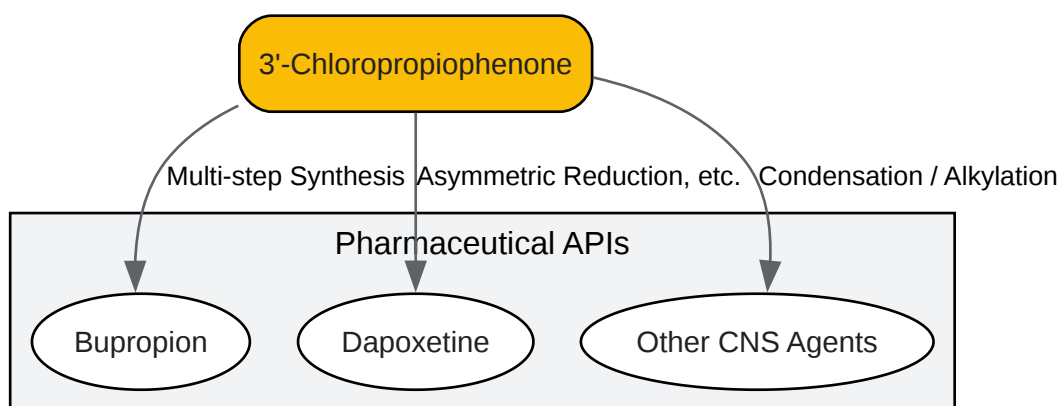 3'-Chloropropiophenone
Multi-step Synthesis
Asymmetric Reduction, etc.
Condensation / Alkylation
Pharmaceutical APIs
Bupropion
Dapoxetine
Other CNS Agents